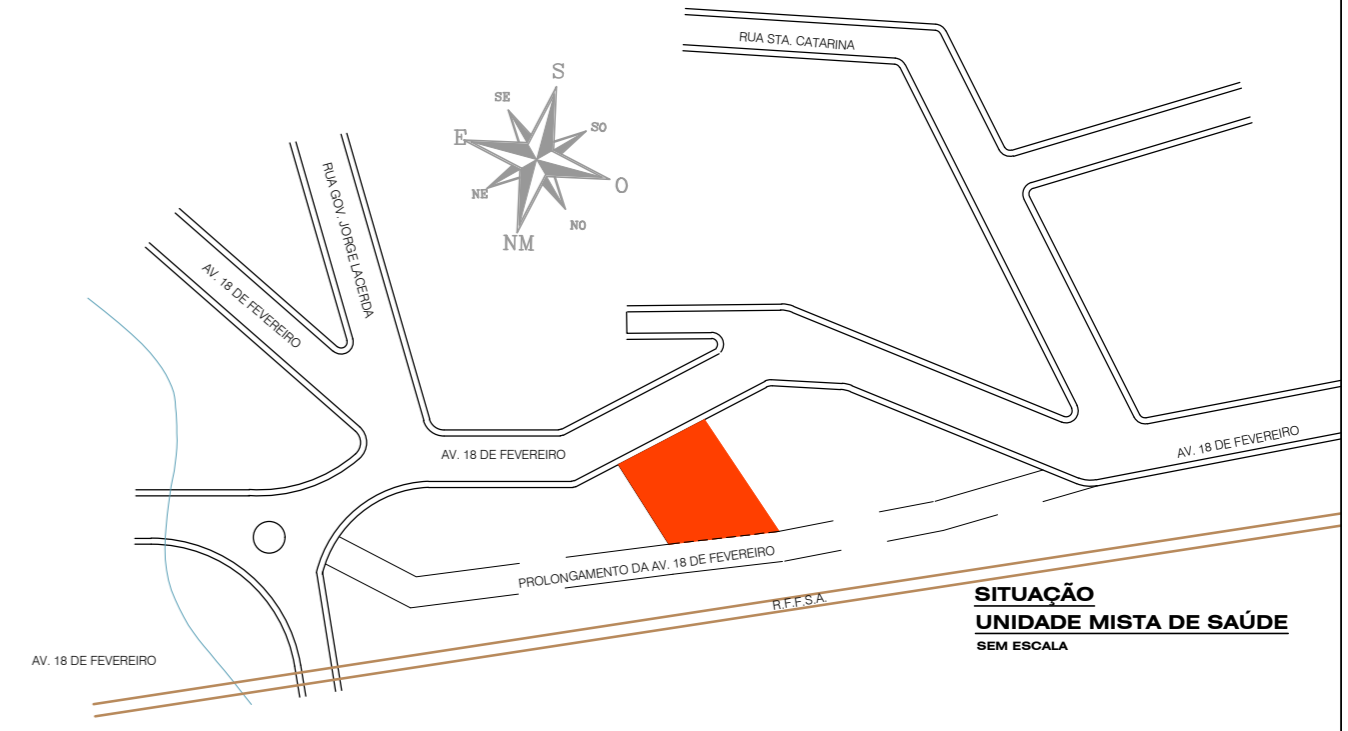 RUA STA. CATARINA
S
SE
SO
E
O
NE
NO
NM
RUA GOV. JORGE LACERDA
AV. 18 DE FEVEREIRO
AV. 18 DE FEVEREIRO
AV. 18 DE FEVEREIRO
PROLONGAMENTO DA AV. 18 DE FEVEREIRO
R.F.F.S.A.
SITUAÇÃO
UNIDADE MISTA DE SAÚDE
SEM ESCALA
AV. 18 DE FEVEREIRO